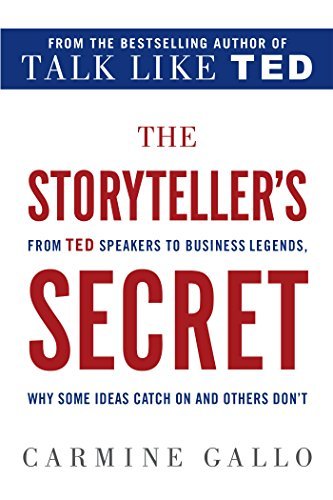 FROM THE BESTSELLING AUTHOR OF
TALK LIKE TED
THE
STORYTELLER'S
FROM TED SPEAKERS TO BUSINESS LEGENDS,
SECRET
WHY SOME IDEAS CATCH ON AND OTHERS DON'T
CARMINE GALLO